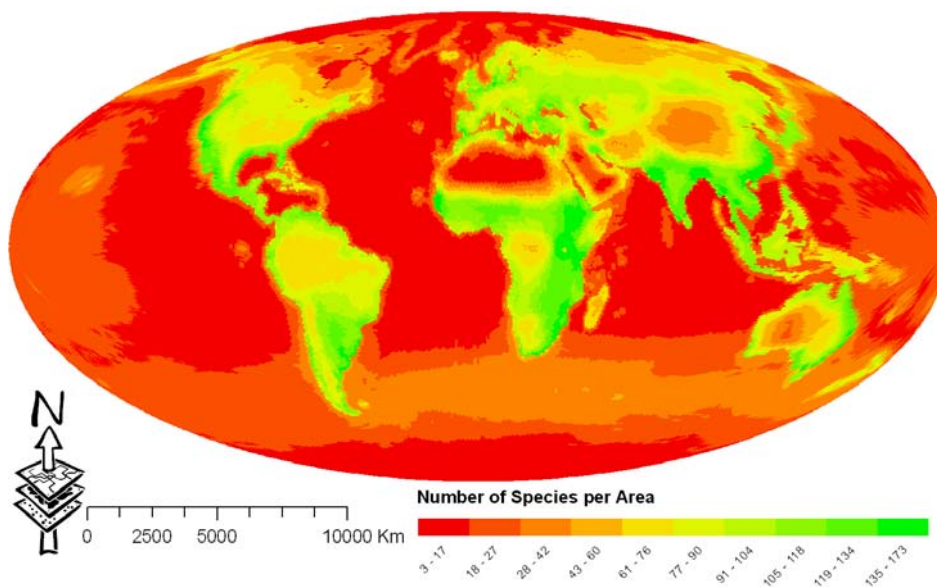 N
0 2500 5000 10000 Km
Number of Species per Area
3 - 17 18 - 27 28 - 42 43 - 60 61 - 76 77 - 90 91 - 104 105 - 118 119 - 134 135 - 173